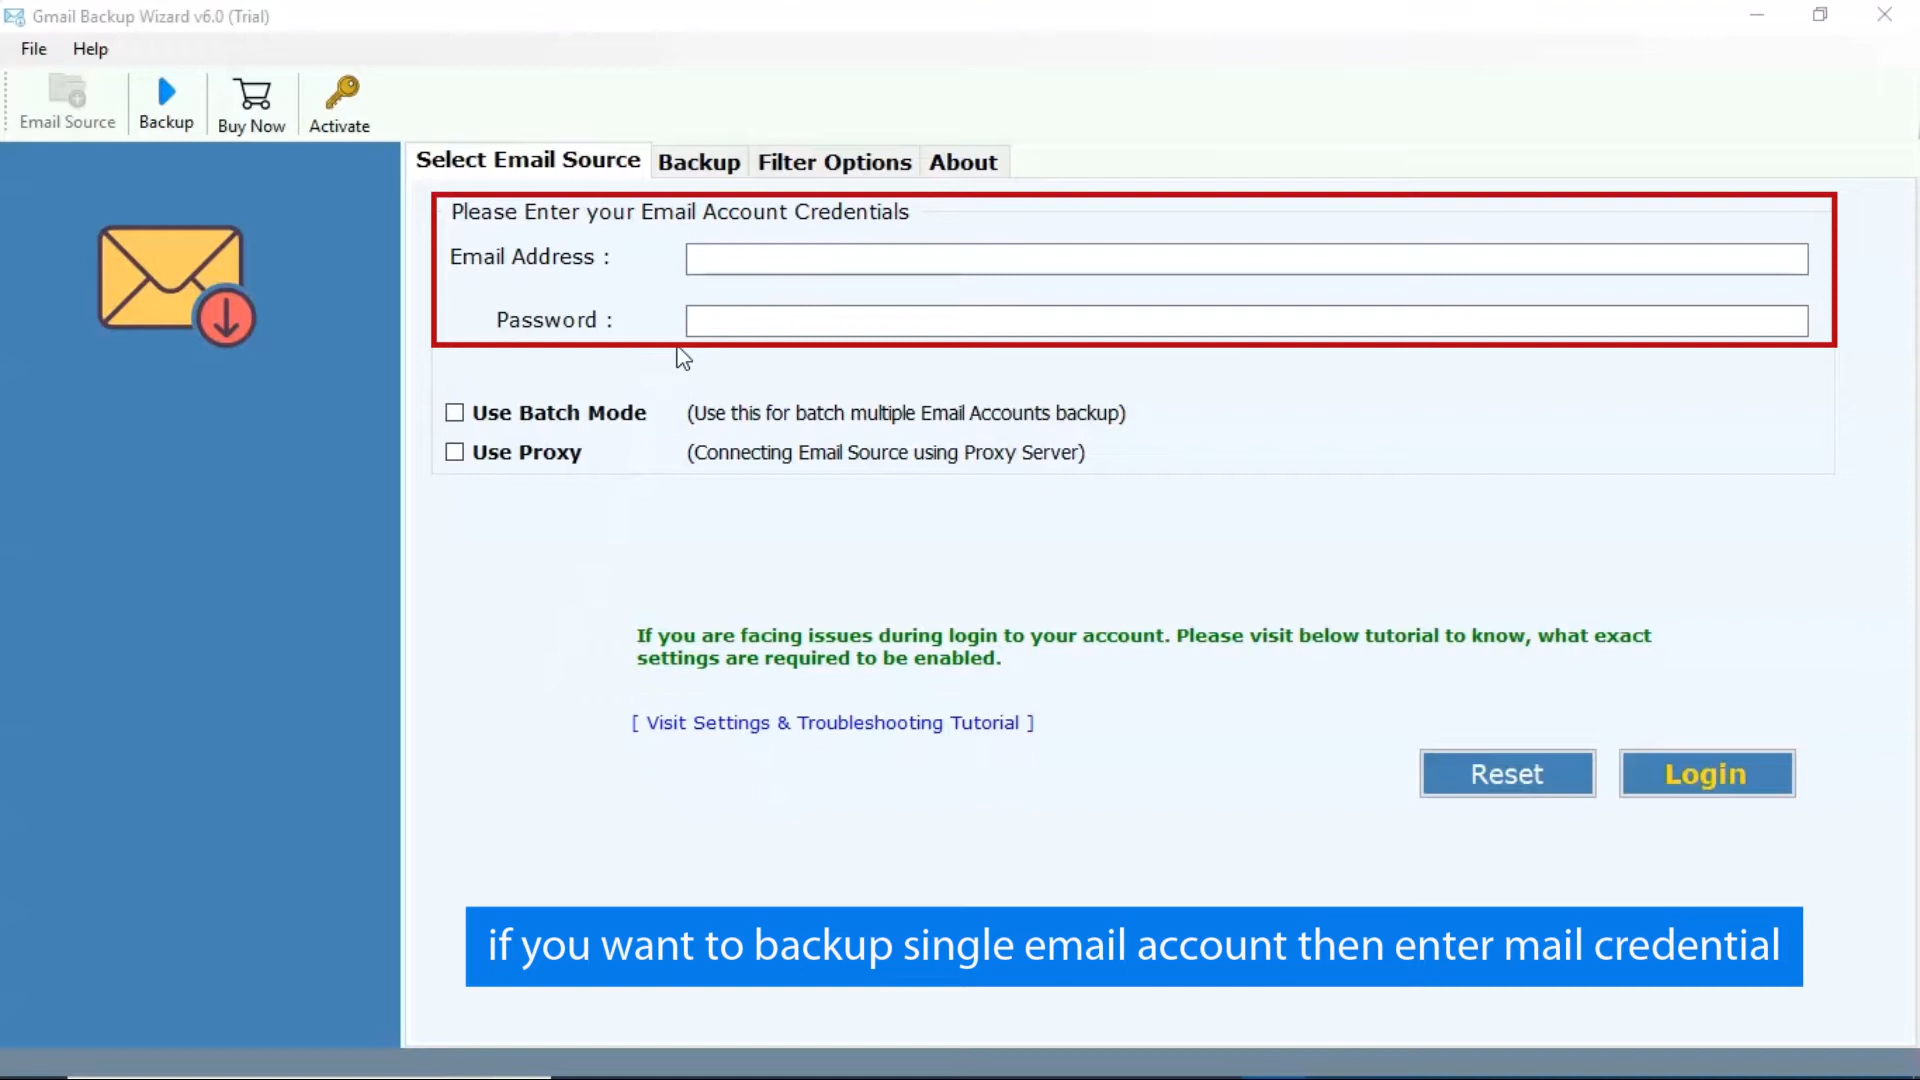 Gmail Backup Wizard v6.0 (Trial)
File Help
Email Source Backup Buy Now Activate
Select Email Source Backup Filter Options About
Please Enter your Email Account Credentials
Email Address :
Password :
Use Batch Mode (Use this for batch multiple Email Accounts backup)
Use Proxy (Connecting Email Source using Proxy Server)
If you are facing issues during login to your account. Please visit below tutorial to know, what exact
settings are required to be enabled.
[ Visit Settings & Troubleshooting Tutorial ]
Reset Login
if you want to backup single email account then enter mail credential